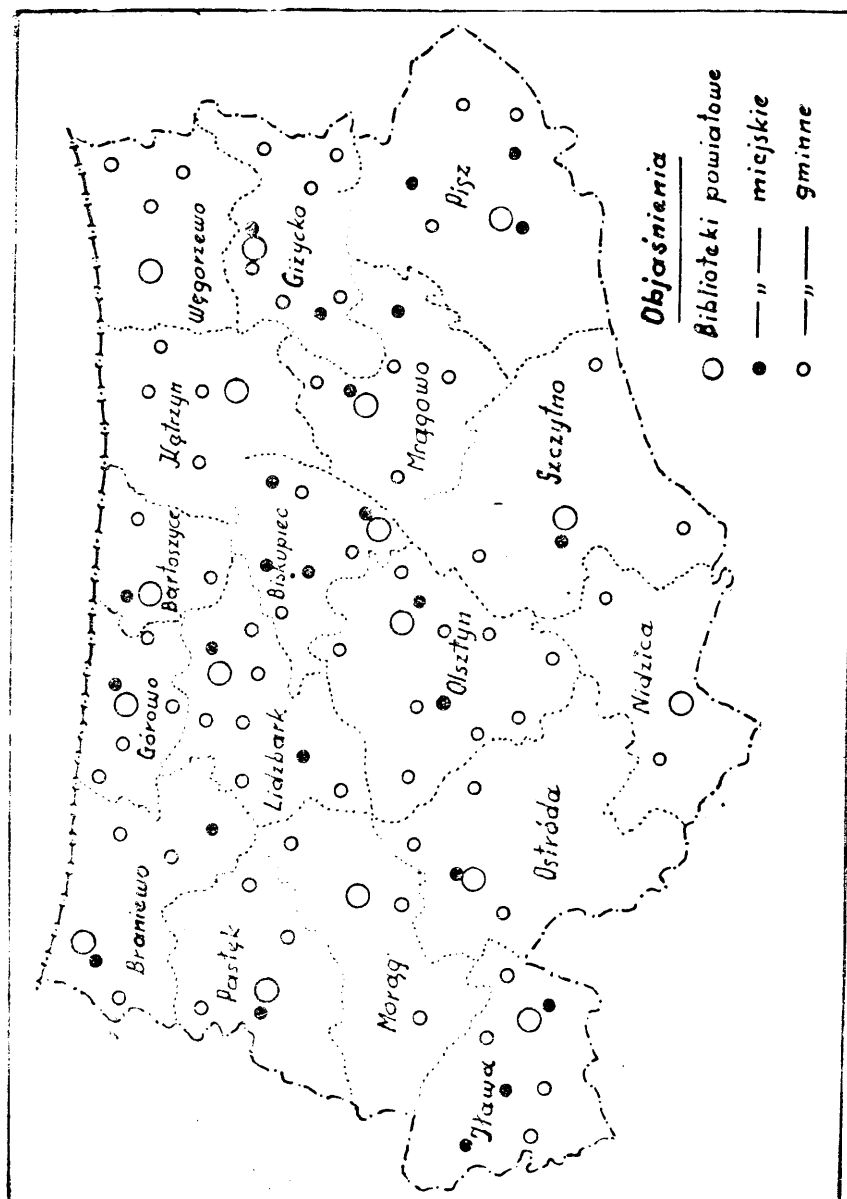 Braniewo
Górowo
Bartoszyce
Kętrzyn
Węgorzewo
Pasłęk
Lidzbark
Biskupiec
Giżycko
Morąg
Olsztyn
Mrągowo
Pisz
Iława
Ostróda
Nidzica
Szczytno
Objaśnienia
Biblioteki powiatowe
—„— miejskie
—„— gminne